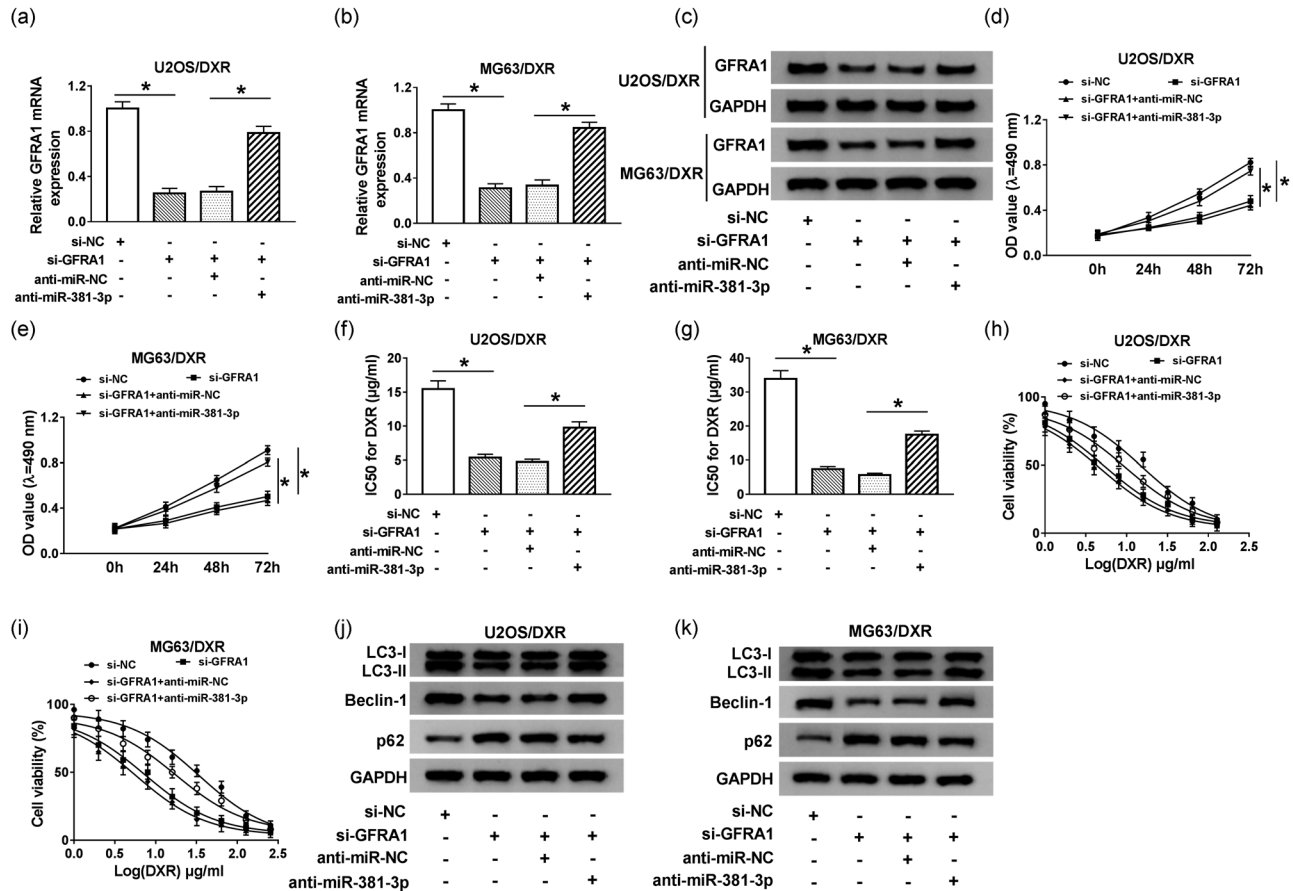 (a)
U2OS/DXR
Relative GFRA1 mRNA
expression
1.2
0.8
0.4
0.0
*
*
si-NC + - - -
si-GFRA1 - + + +
anti-miR-NC - - + -
anti-miR-381-3p - - - +
(b)
MG63/DXR
Relative GFRA1 mRNA
expression
1.2
0.8
0.4
0.0
*
*
si-NC + - - -
si-GFRA1 - + + +
anti-miR-NC - - + -
anti-miR-381-3p - - - +
(c)
U2OS/DXR
GFRA1
GAPDH
MG63/DXR
GFRA1
GAPDH
si-NC + - - -
si-GFRA1 - + + +
anti-miR-NC - - + -
anti-miR-381-3p - - - +
(d)
U2OS/DXR
si-NC si-GFRA1
si-GFRA1+anti-miR-NC
si-GFRA1+anti-miR-381-3p
OD value (λ=490 nm)
1.2
0.8
0.4
0.0
* *
0h 24h 48h 72h
(e)
MG63/DXR
si-NC si-GFRA1
si-GFRA1+anti-miR-NC
si-GFRA1+anti-miR-381-3p
OD value (λ=490 nm)
1.2
0.8
0.4
0.0
* *
0h 24h 48h 72h
(f)
U2OS/DXR
IC50 for DXR (μg/ml)
20
15
10
5
0
*
*
si-NC + - - -
si-GFRA1 - + + +
anti-miR-NC - - + -
anti-miR-381-3p - - - +
(g)
MG63/DXR
IC50 for DXR (μg/ml)
40
30
20
10
0
*
*
si-NC + - - -
si-GFRA1 - + + +
anti-miR-NC - - + -
anti-miR-381-3p - - - +
(h)
U2OS/DXR
si-NC si-GFRA1
si-GFRA1+anti-miR-NC
si-GFRA1+anti-miR-381-3p
Cell viability (%)
100
50
0
0.0 0.5 1.0 1.5 2.0 2.5
Log(DXR) μg/ml
(i)
MG63/DXR
si-NC si-GFRA1
si-GFRA1+anti-miR-NC
si-GFRA1+anti-miR-381-3p
Cell viability (%)
100
50
0
0.0 0.5 1.0 1.5 2.0 2.5
Log(DXR) μg/ml
(j)
U2OS/DXR
LC3-I
LC3-II
Beclin-1
p62
GAPDH
si-NC + - - -
si-GFRA1 - + + +
anti-miR-NC - - + -
anti-miR-381-3p - - - +
(k)
MG63/DXR
LC3-I
LC3-II
Beclin-1
p62
GAPDH
si-NC + - - -
si-GFRA1 - + + +
anti-miR-NC - - + -
anti-miR-381-3p - - - +